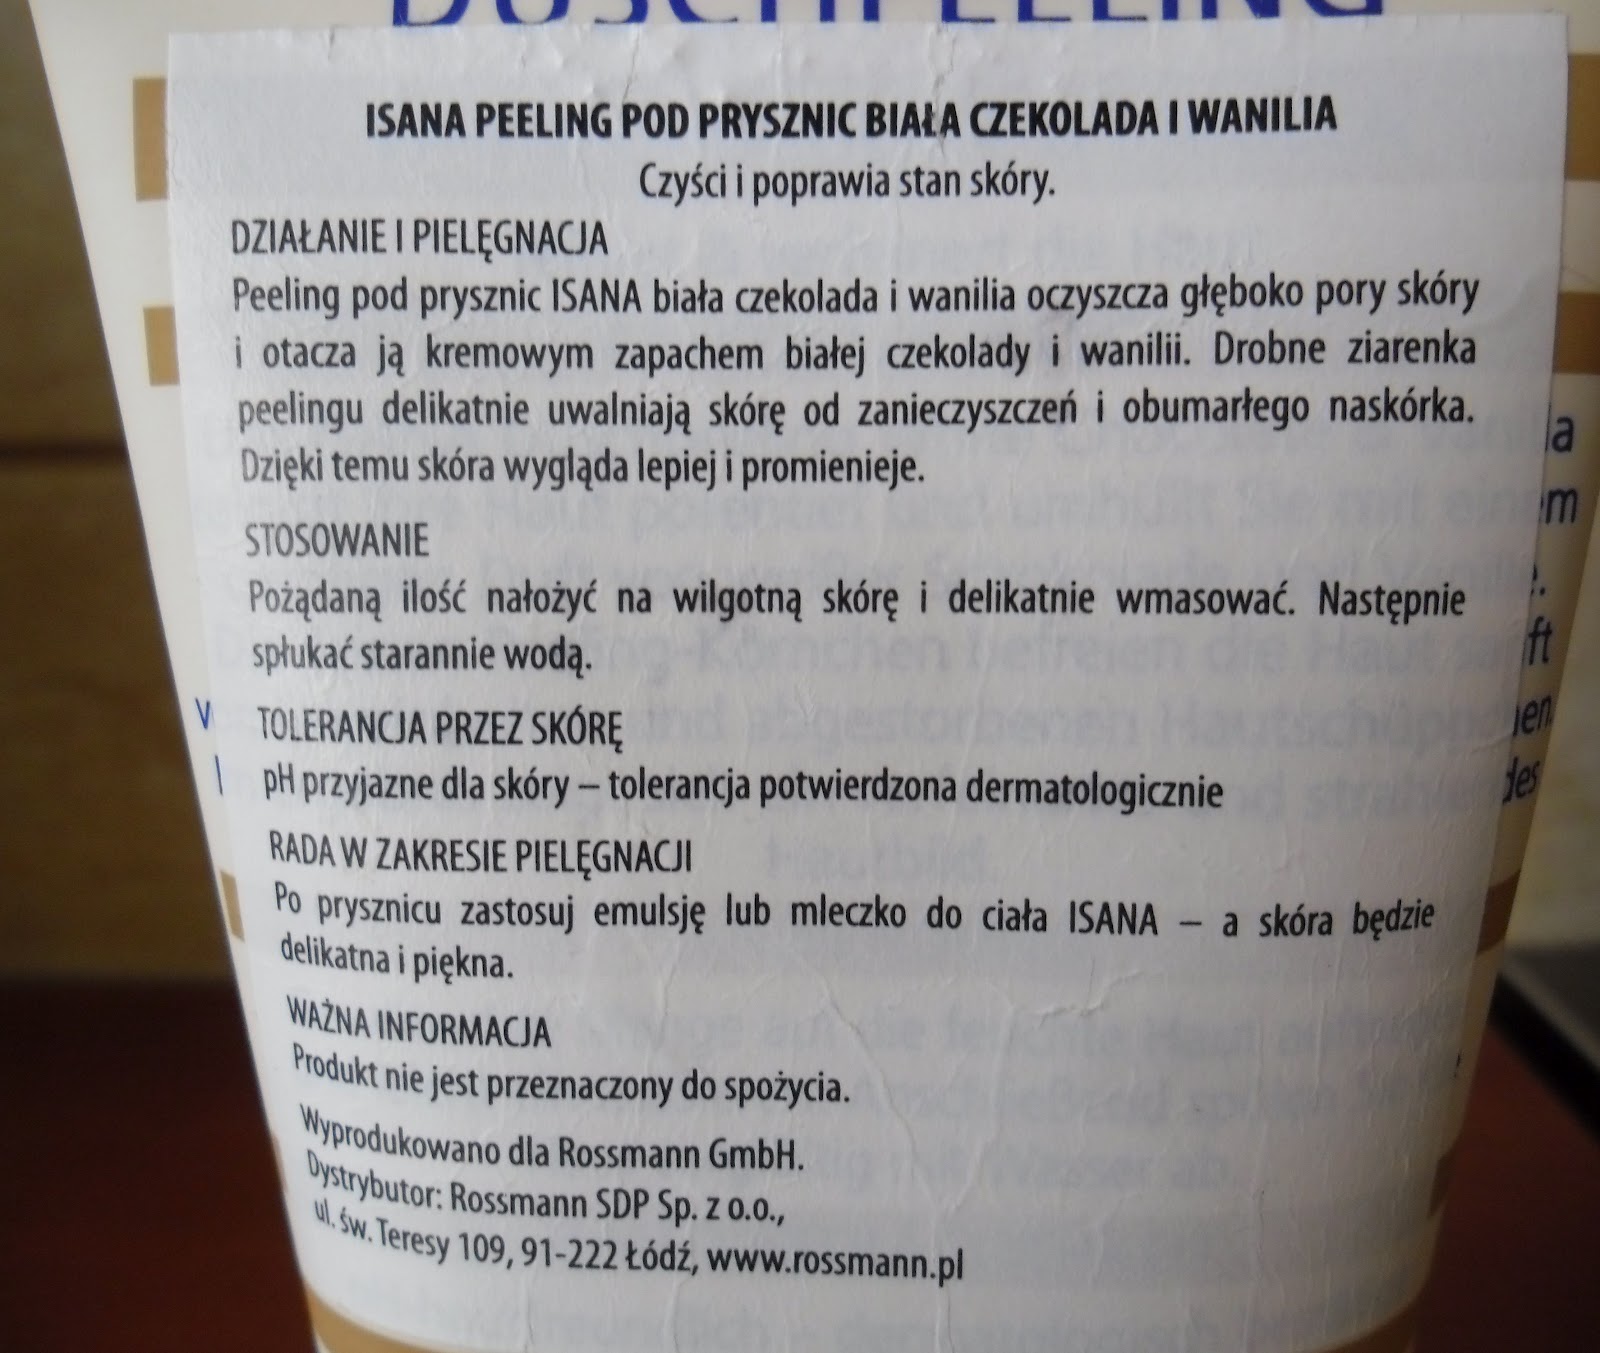 DUSCHPEELING
ISANA PEELING POD PRYSZNIC BIAŁA CZEKOLADA I WANILIA
Czyści i poprawia stan skóry.
DZIAŁANIE I PIELĘGNACJA
Peeling pod prysznic ISANA biała czekolada i wanilia oczyszcza głęboko pory skóry
i otacza ją kremowym zapachem białej czekolady i wanilii. Drobne ziarenka
peelingu delikatnie uwalniają skórę od zanieczyszczeń i obumarłego naskórka.
Dzięki temu skóra wygląda lepiej i promienieje.
STOSOWANIE
Pożądaną ilość nałożyć na wilgotną skórę i delikatnie wmasować. Następnie
spłukać starannie wodą.
TOLERANCJA PRZEZ SKÓRĘ
pH przyjazne dla skóry – tolerancja potwierdzona dermatologicznie
RADA W ZAKRESIE PIELĘGNACJI
Po prysznicu zastosuj emulsję lub mleczko do ciała ISANA – a skóra będzie
delikatna i piękna.
WAŻNA INFORMACJA
Produkt nie jest przeznaczony do spożycia.
Wyprodukowano dla Rossmann GmbH.
Dystrybutor: Rossmann SDP Sp. z o.o.,
ul. św. Teresy 109, 91-222 Łódź, www.rossmann.pl